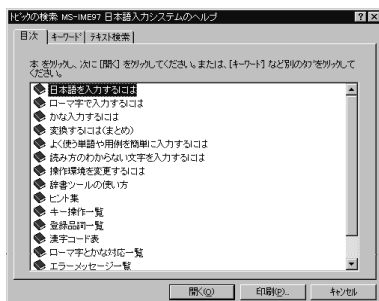 トピックの検索: MS-IME97 日本語入力システムのヘルプ
目次 キーワード テキスト検索
本をクリックし、次に [開く] をクリックしてください。または、[キーワード] など別のタブをクリックして
ください。
日本語を入力するには
ローマ字で入力するには
かな入力するには
変換するには(まとめ)
よく使う単語や用例を簡単に入力するには
読み方のわからない文字を入力するには
操作環境を変更するには
辞書ツールの使い方
ヒント集
キー操作一覧
登録品詞一覧
漢字コード表
ローマ字とかな対応一覧
エラーメッセージ一覧
開く(O) 印刷(P)... キャンセル